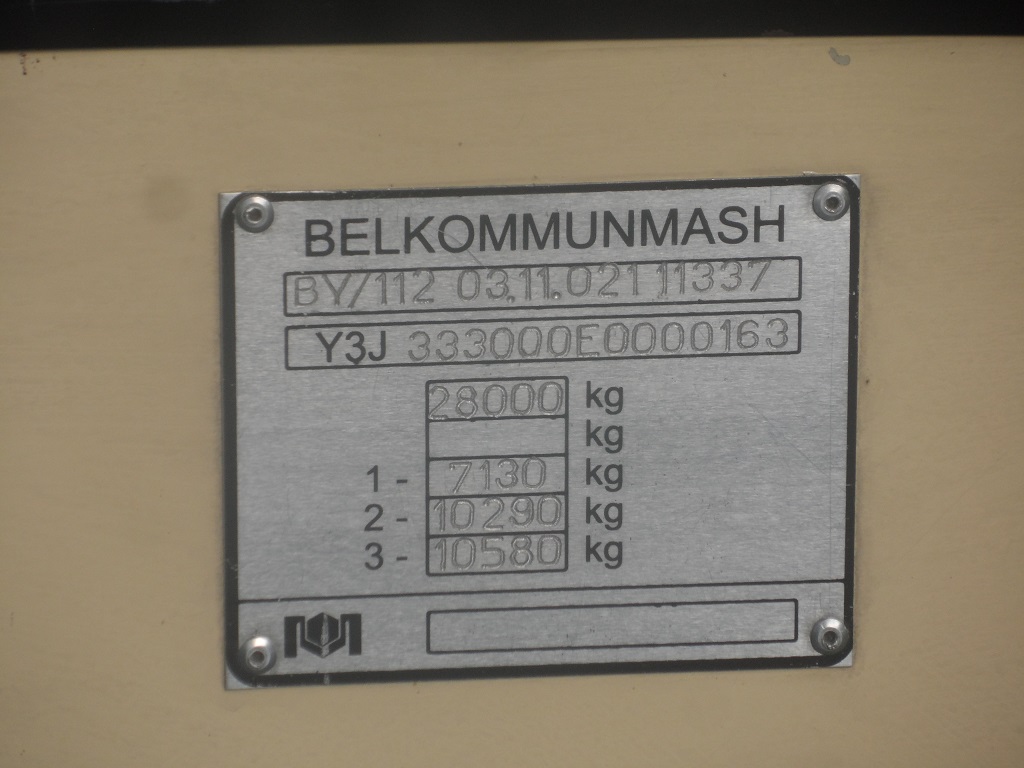 BELKOMMUNMASH
BY/112 03.11.021 11337
Y3J 333000E0000163
28000 kg
kg
1 - 7130 kg
2 - 10290 kg
3 - 10580 kg